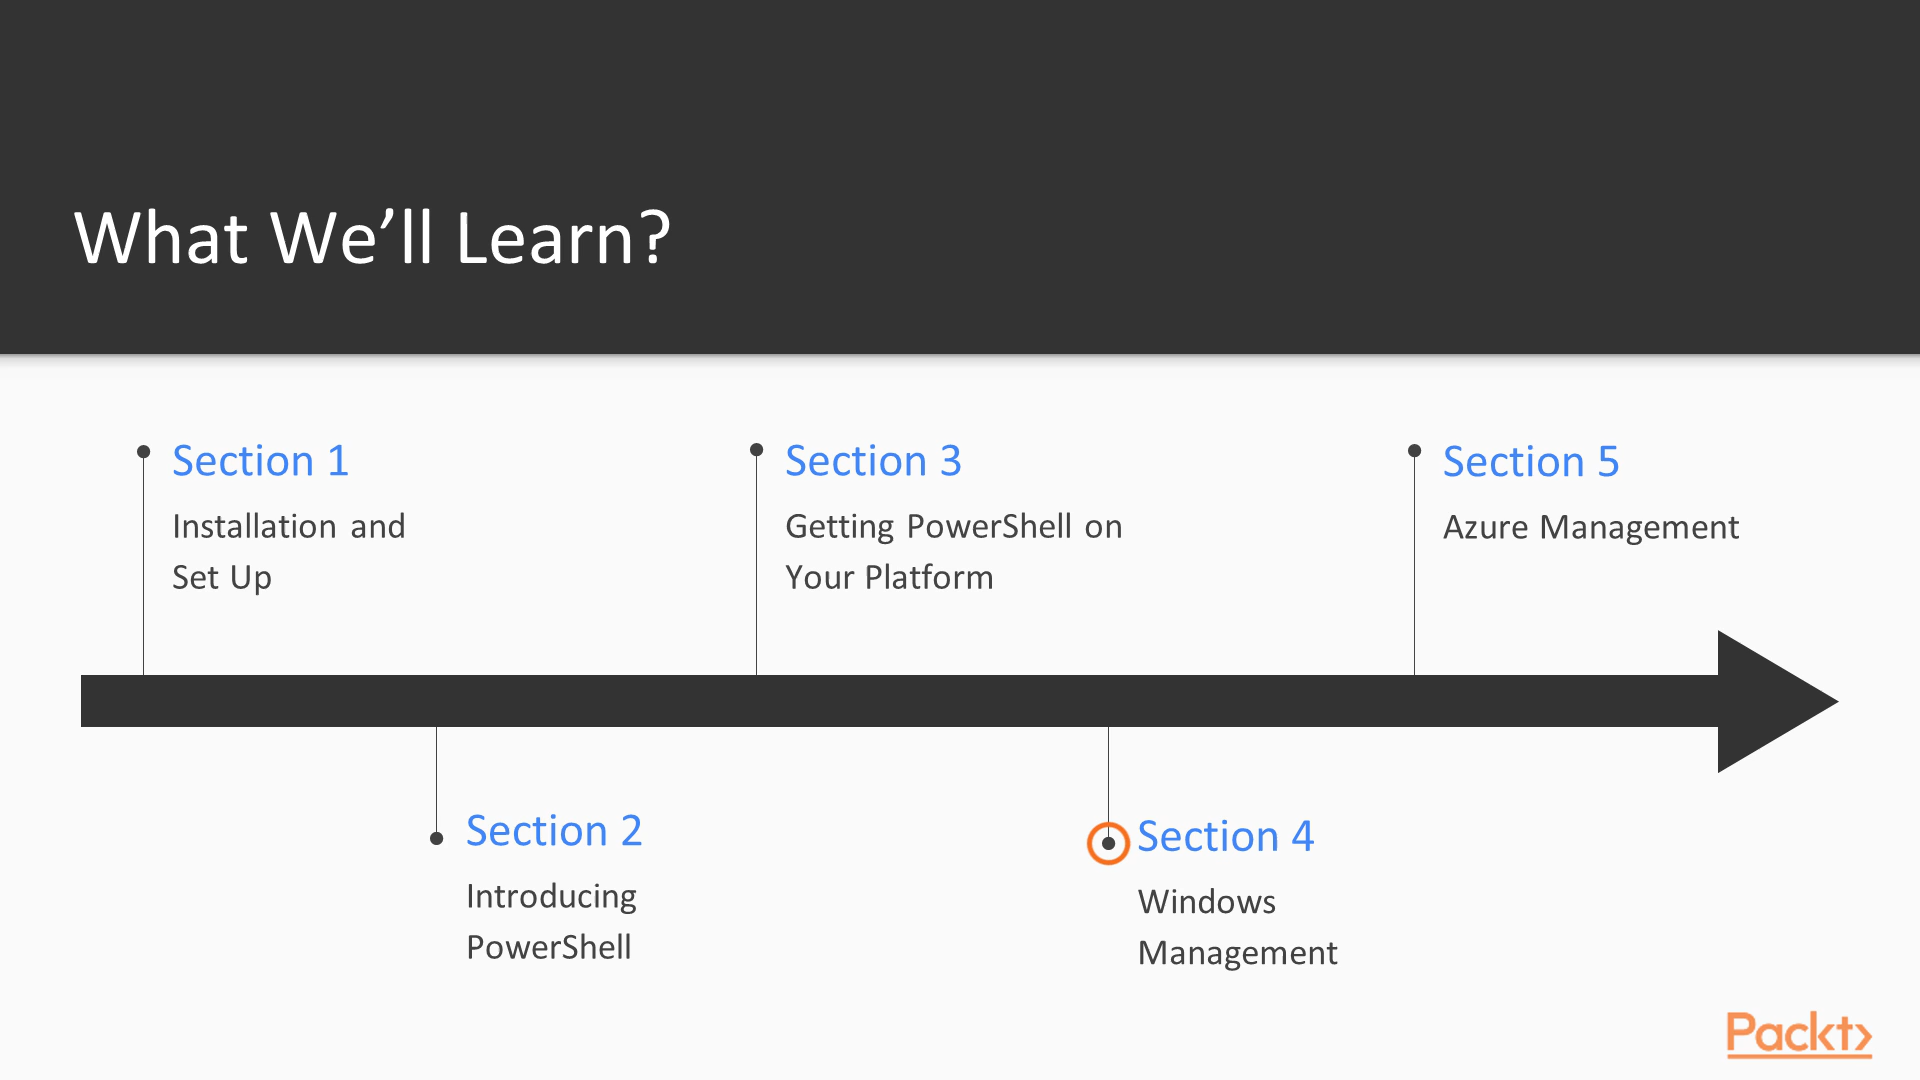 What We’ll Learn?
Section 1
Installation and
Set Up
Section 2
Introducing
PowerShell
Section 3
Getting PowerShell on
Your Platform
Section 4
Windows
Management
Section 5
Azure Management
Packt>